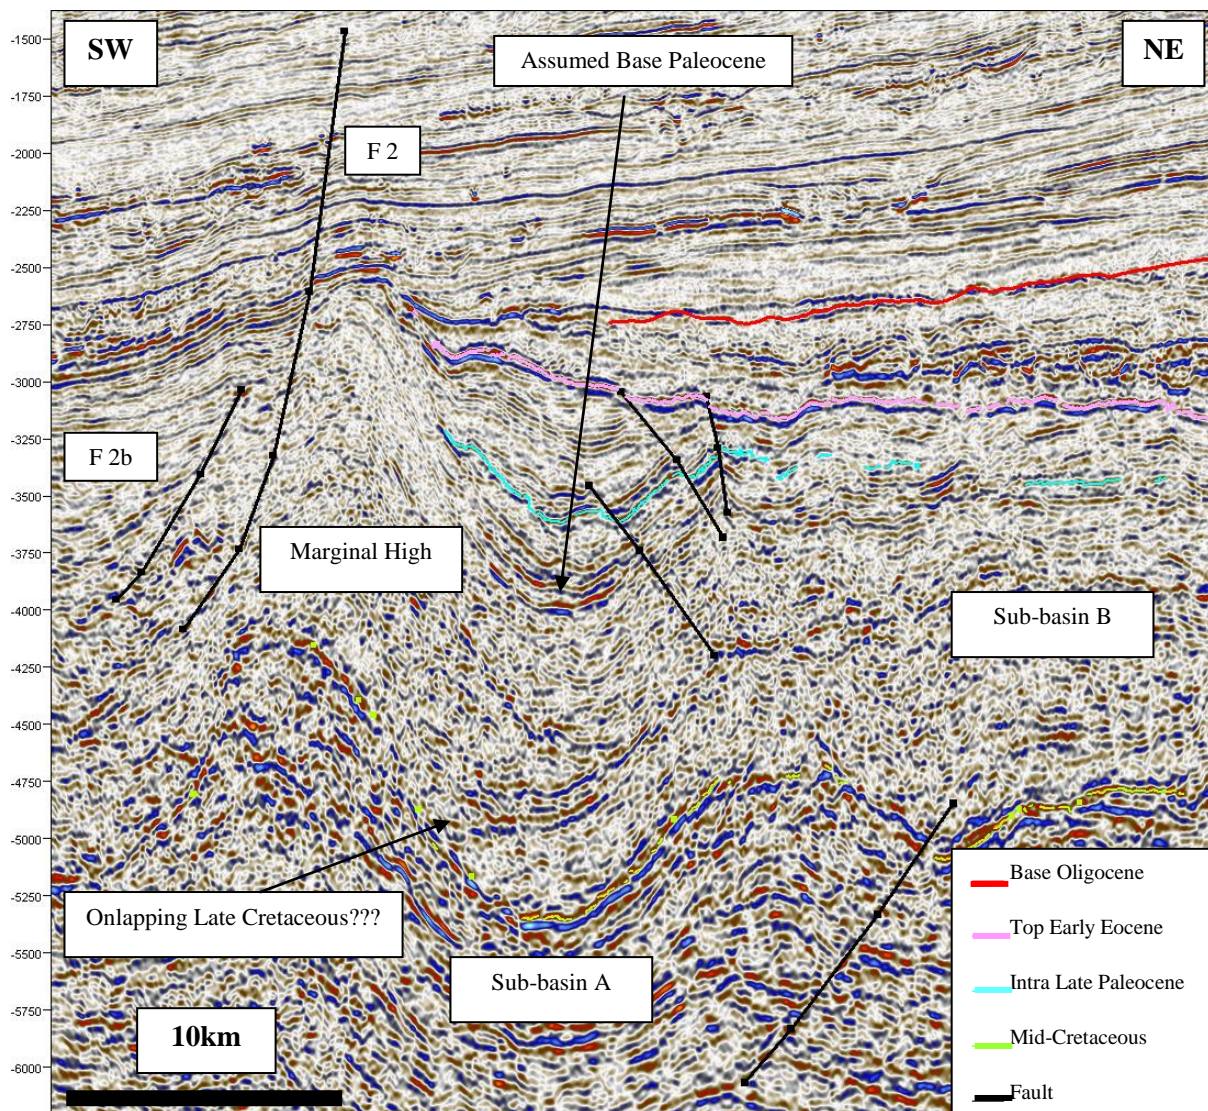 SW
NE
Assumed Base Paleocene
F 2
F 2b
Marginal High
Sub-basin B
Onlapping Late Cretaceous???
Sub-basin A
10km
Base Oligocene
Top Early Eocene
Intra Late Paleocene
Mid-Cretaceous
Fault
-1500
-1750
-2000
-2250
-2500
-2750
-3000
-3250
-3500
-3750
-4000
-4250
-4500
-4750
-5000
-5250
-5500
-5750
-6000